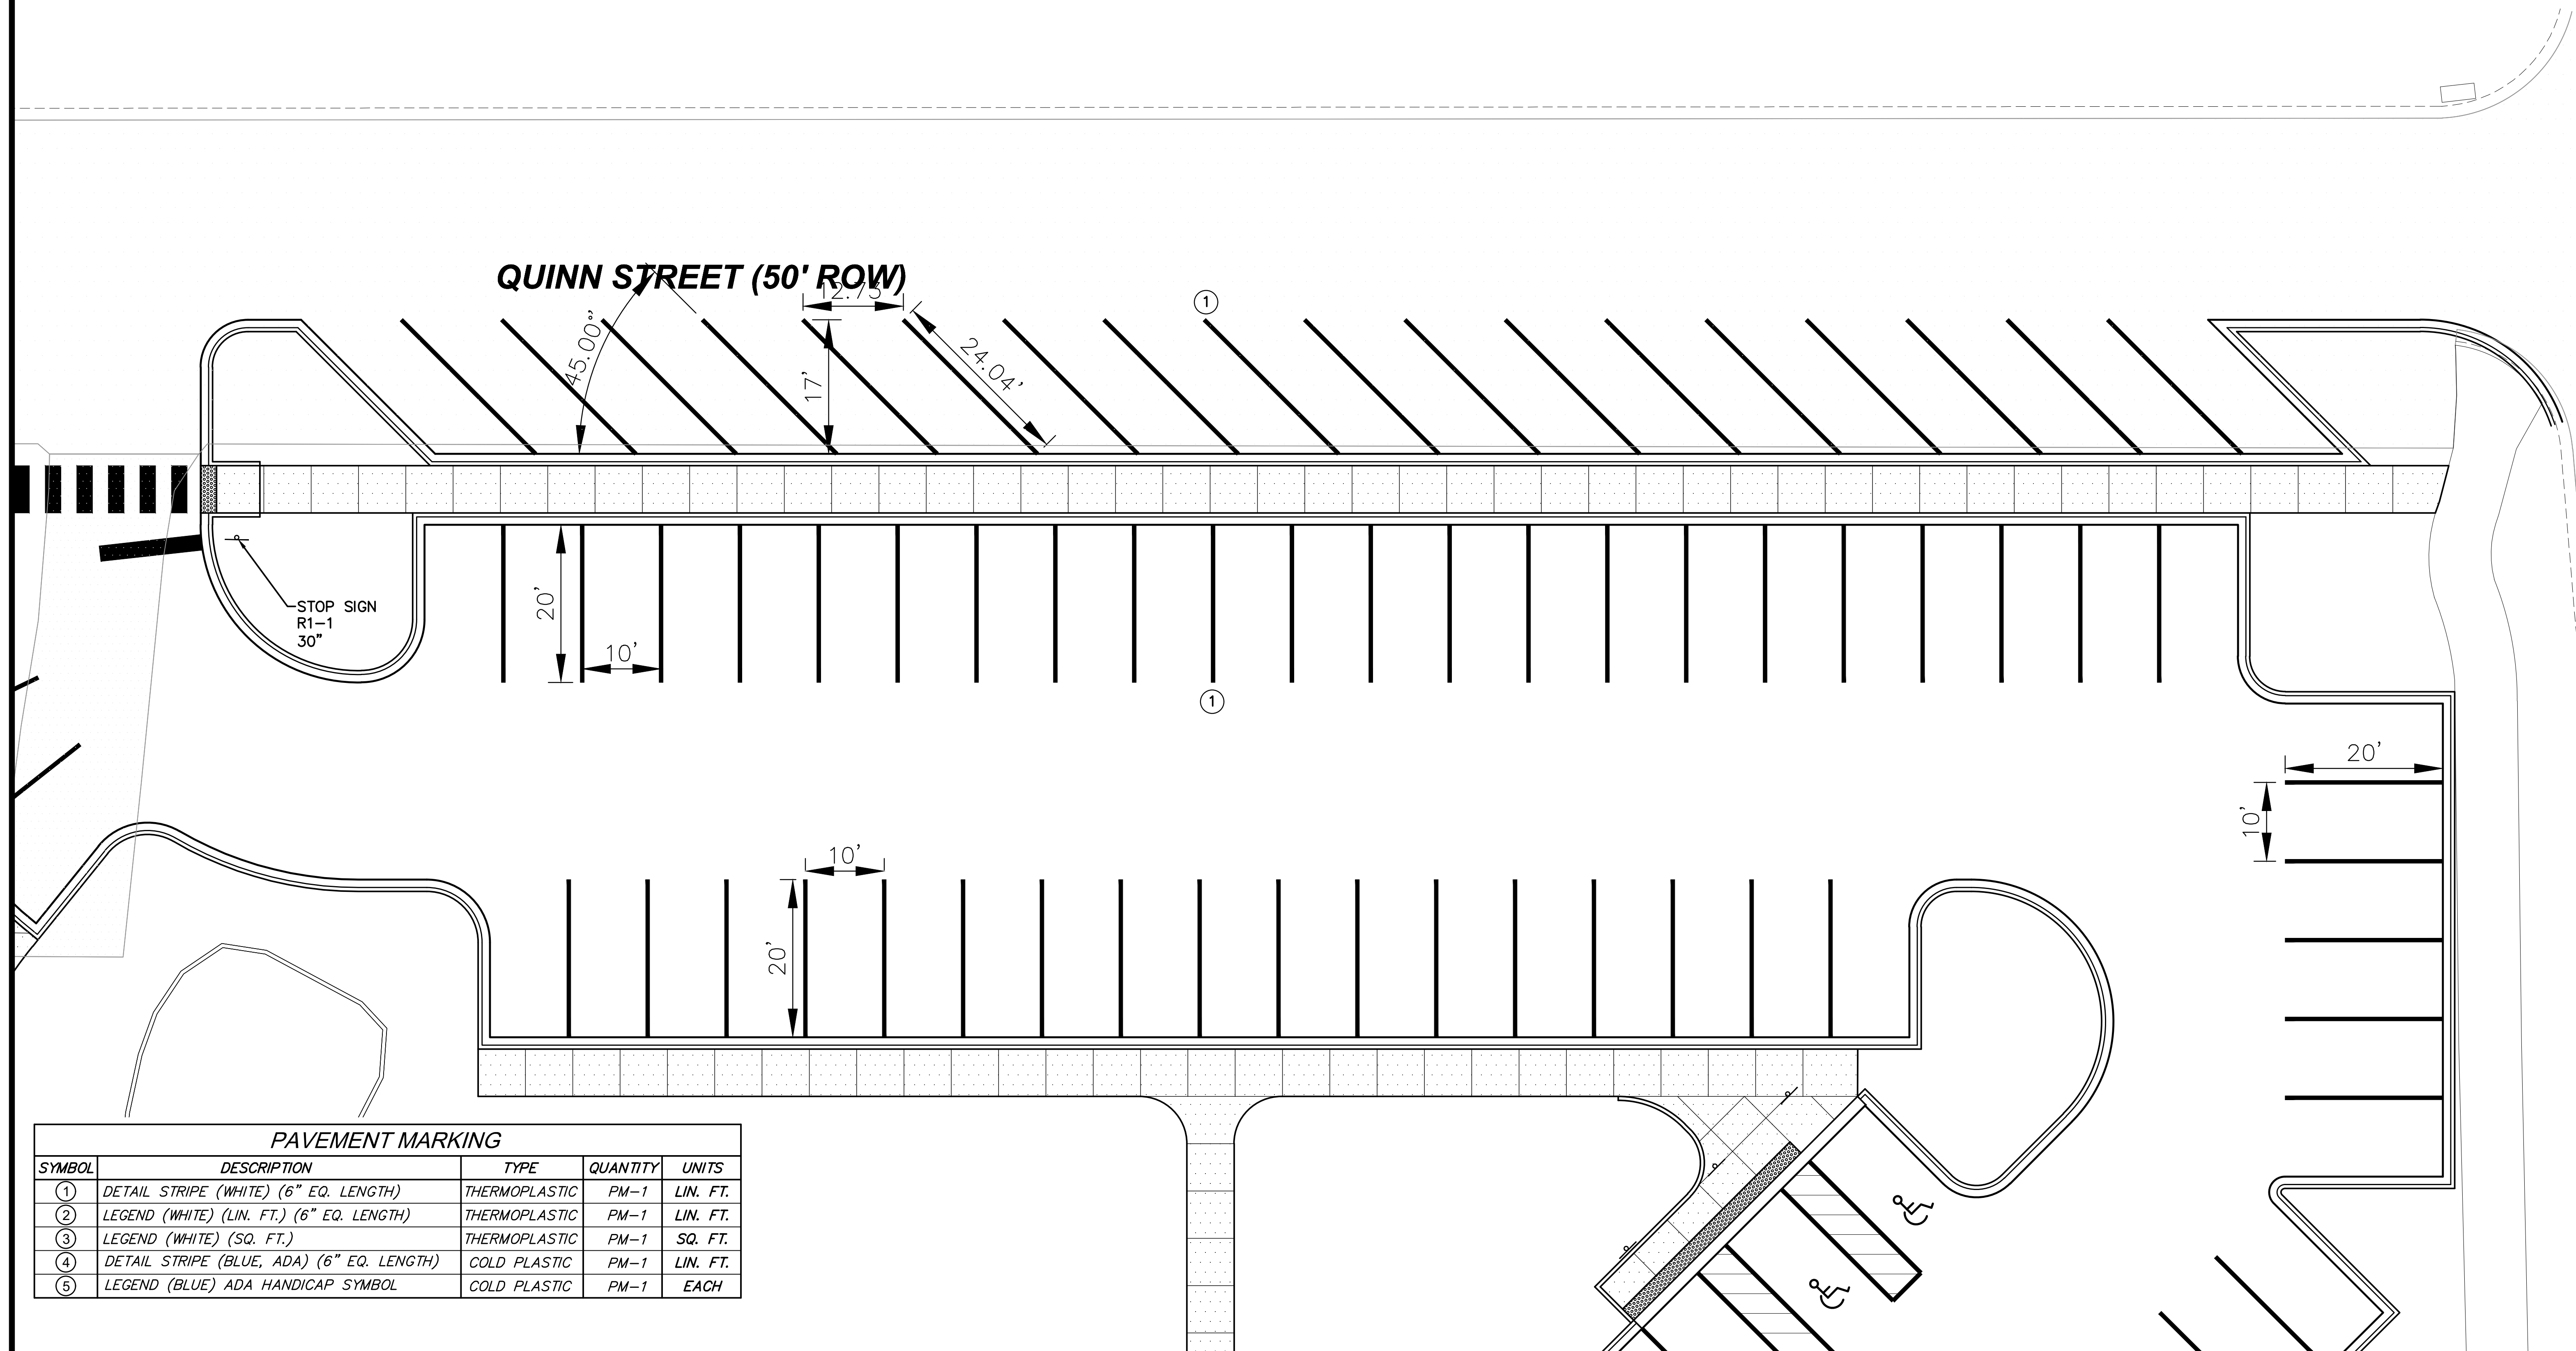 QUINN STREET (50' ROW)
12.73'
1
45.00°
17'
24.04'
STOP SIGN
R1-1
30"
20'
10'
1
20'
10'
10'
20'
PAVEMENT MARKING
SYMBOL DESCRIPTION TYPE QUANTITY UNITS
1 DETAIL STRIPE (WHITE) (6" EQ. LENGTH) THERMOPLASTIC PM-1 LIN. FT.
2 LEGEND (WHITE) (LIN. FT.) (6" EQ. LENGTH) THERMOPLASTIC PM-1 LIN. FT.
3 LEGEND (WHITE) (SQ. FT.) THERMOPLASTIC PM-1 SQ. FT.
4 DETAIL STRIPE (BLUE, ADA) (6" EQ. LENGTH) COLD PLASTIC PM-1 LIN. FT.
5 LEGEND (BLUE) ADA HANDICAP SYMBOL COLD PLASTIC PM-1 EACH